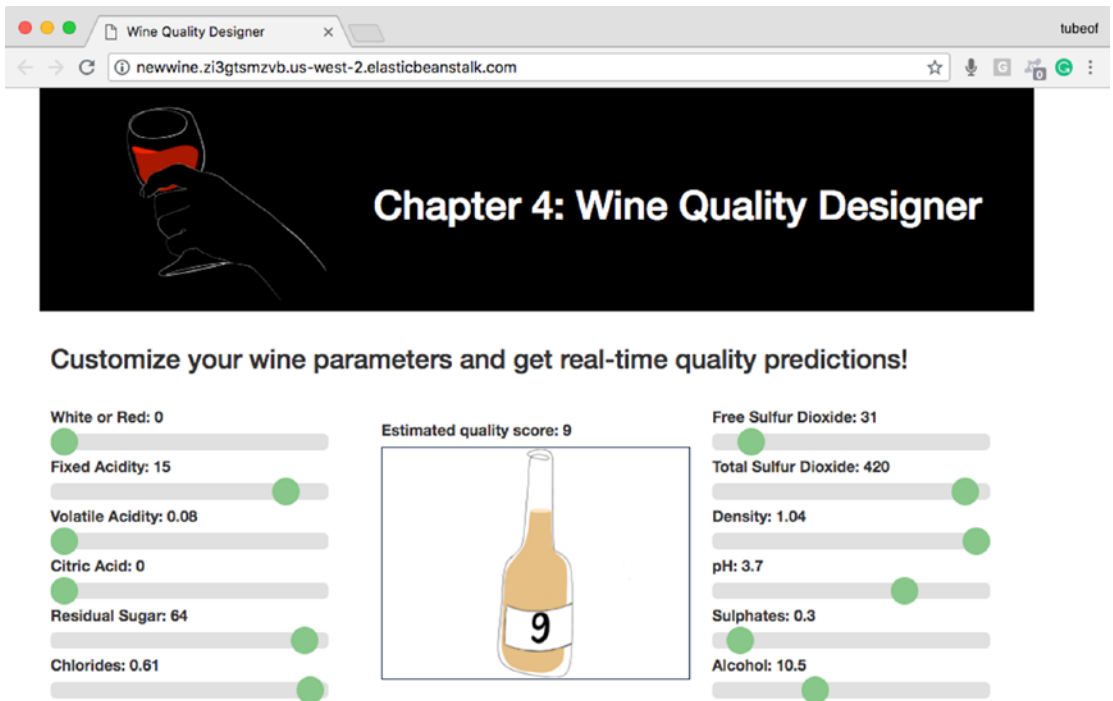 Wine Quality Designer
tubeof
newwine.zi3gtsmzvb.us-west-2.elasticbeanstalk.com
G
0
G
Chapter 4: Wine Quality Designer
Customize your wine parameters and get real-time quality predictions!
White or Red: 0
Fixed Acidity: 15
Volatile Acidity: 0.08
Citric Acid: 0
Residual Sugar: 64
Chlorides: 0.61
Estimated quality score: 9
9
Free Sulfur Dioxide: 31
Total Sulfur Dioxide: 420
Density: 1.04
pH: 3.7
Sulphates: 0.3
Alcohol: 10.5